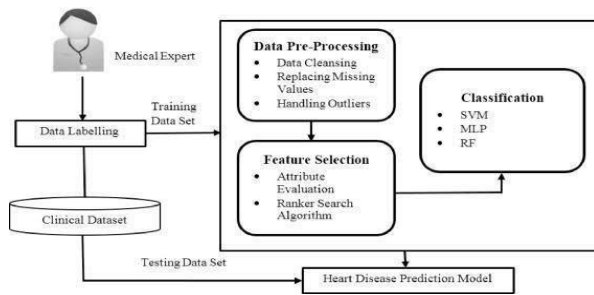 Medical Expert
Data Labelling
Training
Data Set
Clinical Dataset
Testing Data Set
Data Pre-Processing
• Data Cleansing
• Replacing Missing
Values
• Handling Outliers
Feature Selection
• Attribute
Evaluation
• Ranker Search
Algorithm
Classification
• SVM
• MLP
• RF
Heart Disease Prediction Model